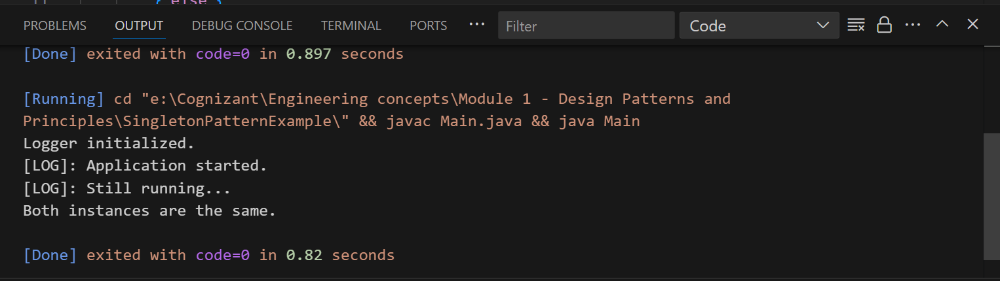 { else }
PROBLEMS OUTPUT DEBUG CONSOLE TERMINAL PORTS ... Filter Code ...
[Done] exited with code=0 in 0.897 seconds
[Running] cd "e:\Cognizant\Engineering concepts\Module 1 - Design Patterns and
Principles\SingletonPatternExample\" && javac Main.java && java Main
Logger initialized.
[LOG]: Application started.
[LOG]: Still running...
Both instances are the same.
[Done] exited with code=0 in 0.82 seconds